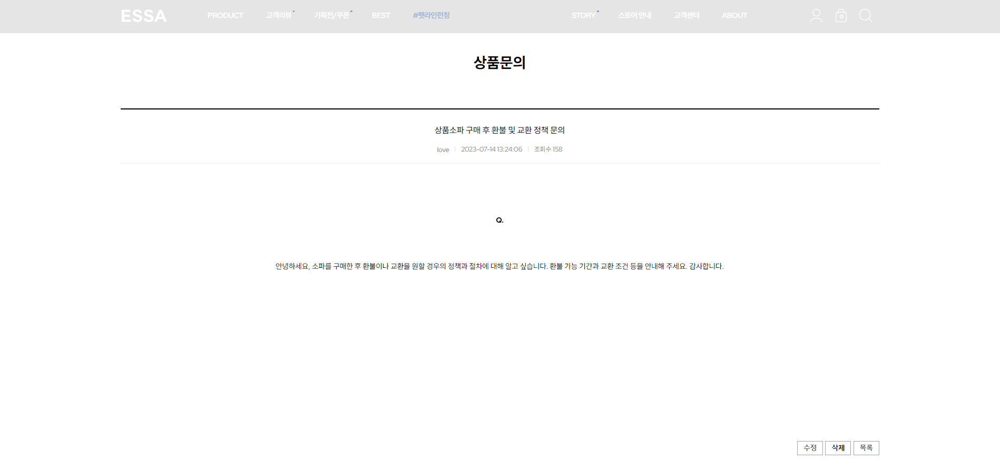 ESSA PRODUCT 고객리뷰 기획전/쿠폰 BEST #펫라인런칭 STORY 스토어 안내 고객센터 ABOUT 0
상품문의
상품소파 구매 후 환불 및 교환 정책 문의
love 2023-07-14 13:24:06 조회수 158
Q.
안녕하세요, 소파를 구매한 후 환불이나 교환을 원할 경우의 정책과 절차에 대해 알고 싶습니다. 환불 가능 기간과 교환 조건 등을 안내해 주세요. 감사합니다.
수정 삭제 목록